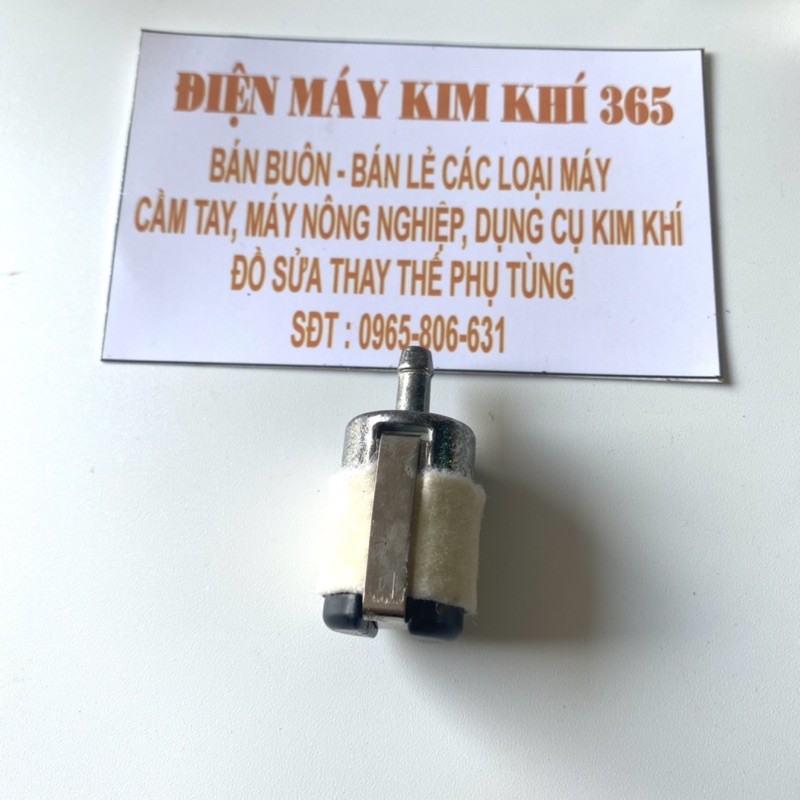 ĐIỆN MÁY KIM KHÍ 365
BÁN BUÔN - BÁN LẺ CÁC LOẠI MÁY
CẦM TAY, MÁY NÔNG NGHIỆP, DỤNG CỤ KIM KHÍ
ĐỒ SỬA THAY THẾ PHỤ TÙNG
SĐT : 0965-806-631